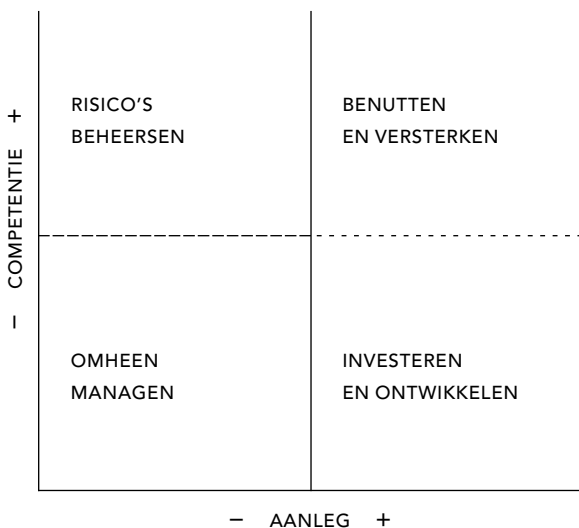 RISICO'S
BEHEERSEN
BENUTTEN
EN VERSTERKEN
– COMPETENTIE +
OMHEEN
MANAGEN
INVESTEREN
EN ONTWIKKELEN
– AANLEG +